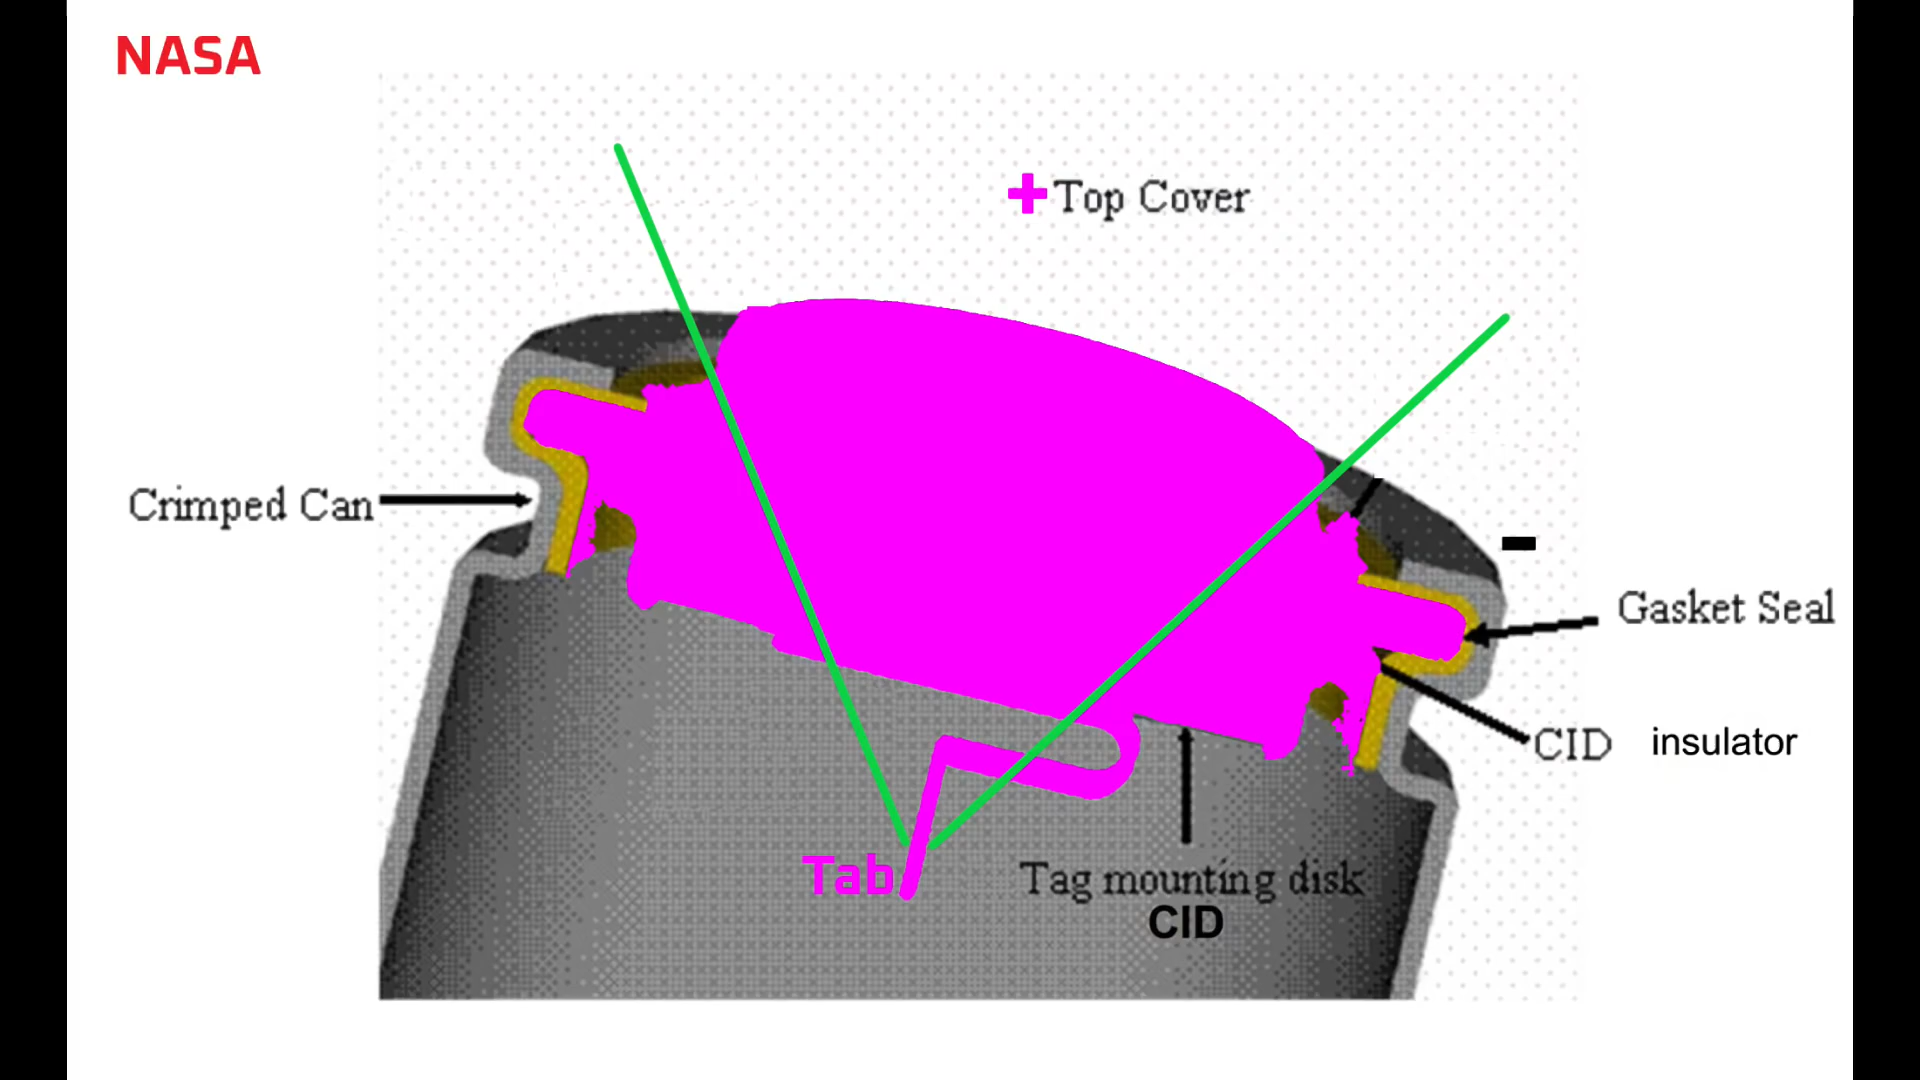 NASA
+ Top Cover
Crimped Can
-
Gasket Seal
CID insulator
Tab
Tag mounting disk
CID